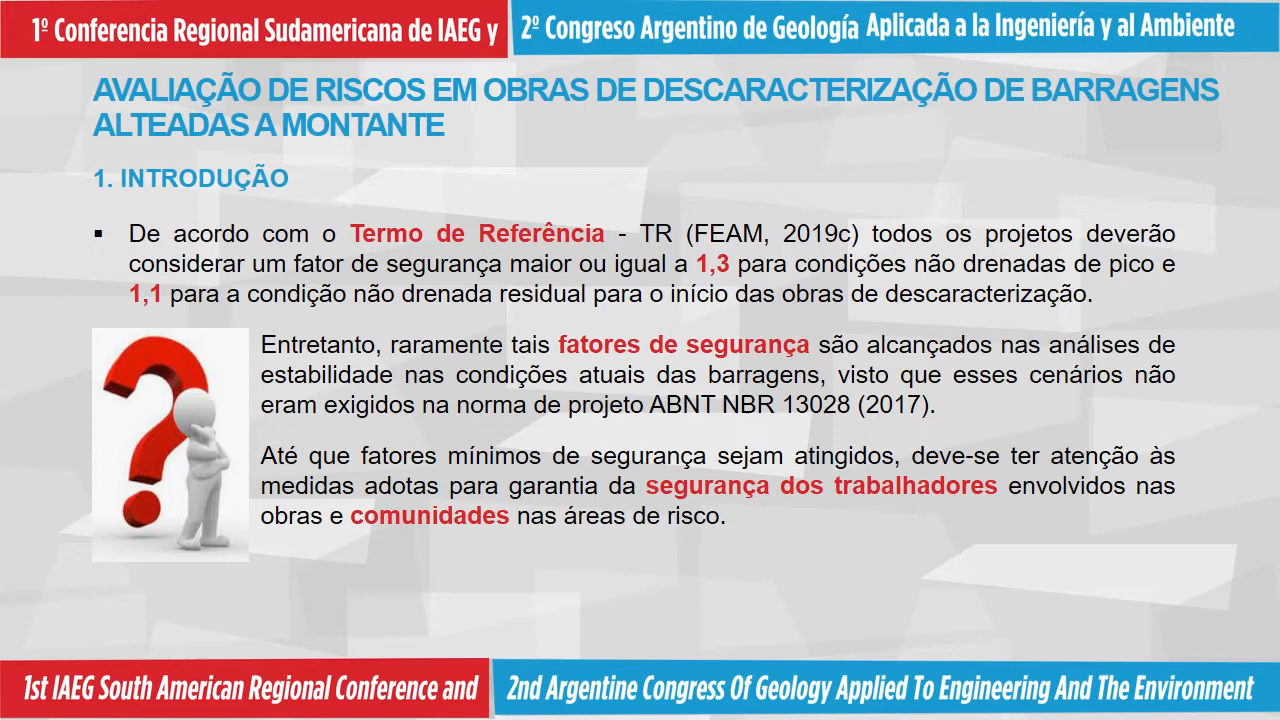 1º Conferencia Regional Sudamericana de IAEG y 2º Congreso Argentino de Geología Aplicada a la Ingeniería y al Ambiente
AVALIAÇÃO DE RISCOS EM OBRAS DE DESCARACTERIZAÇÃO DE BARRAGENS
ALTEADAS A MONTANTE
1. INTRODUÇÃO
▪ De acordo com o Termo de Referência - TR (FEAM, 2019c) todos os projetos deverão
considerar um fator de segurança maior ou igual a 1,3 para condições não drenadas de pico e
1,1 para a condição não drenada residual para o início das obras de descaracterização.
Entretanto, raramente tais fatores de segurança são alcançados nas análises de
estabilidade nas condições atuais das barragens, visto que esses cenários não
eram exigidos na norma de projeto ABNT NBR 13028 (2017).
Até que fatores mínimos de segurança sejam atingidos, deve-se ter atenção às
medidas adotas para garantia da segurança dos trabalhadores envolvidos nas
obras e comunidades nas áreas de risco.
1st IAEG South American Regional Conference and 2nd Argentine Congress Of Geology Applied To Engineering And The Environment